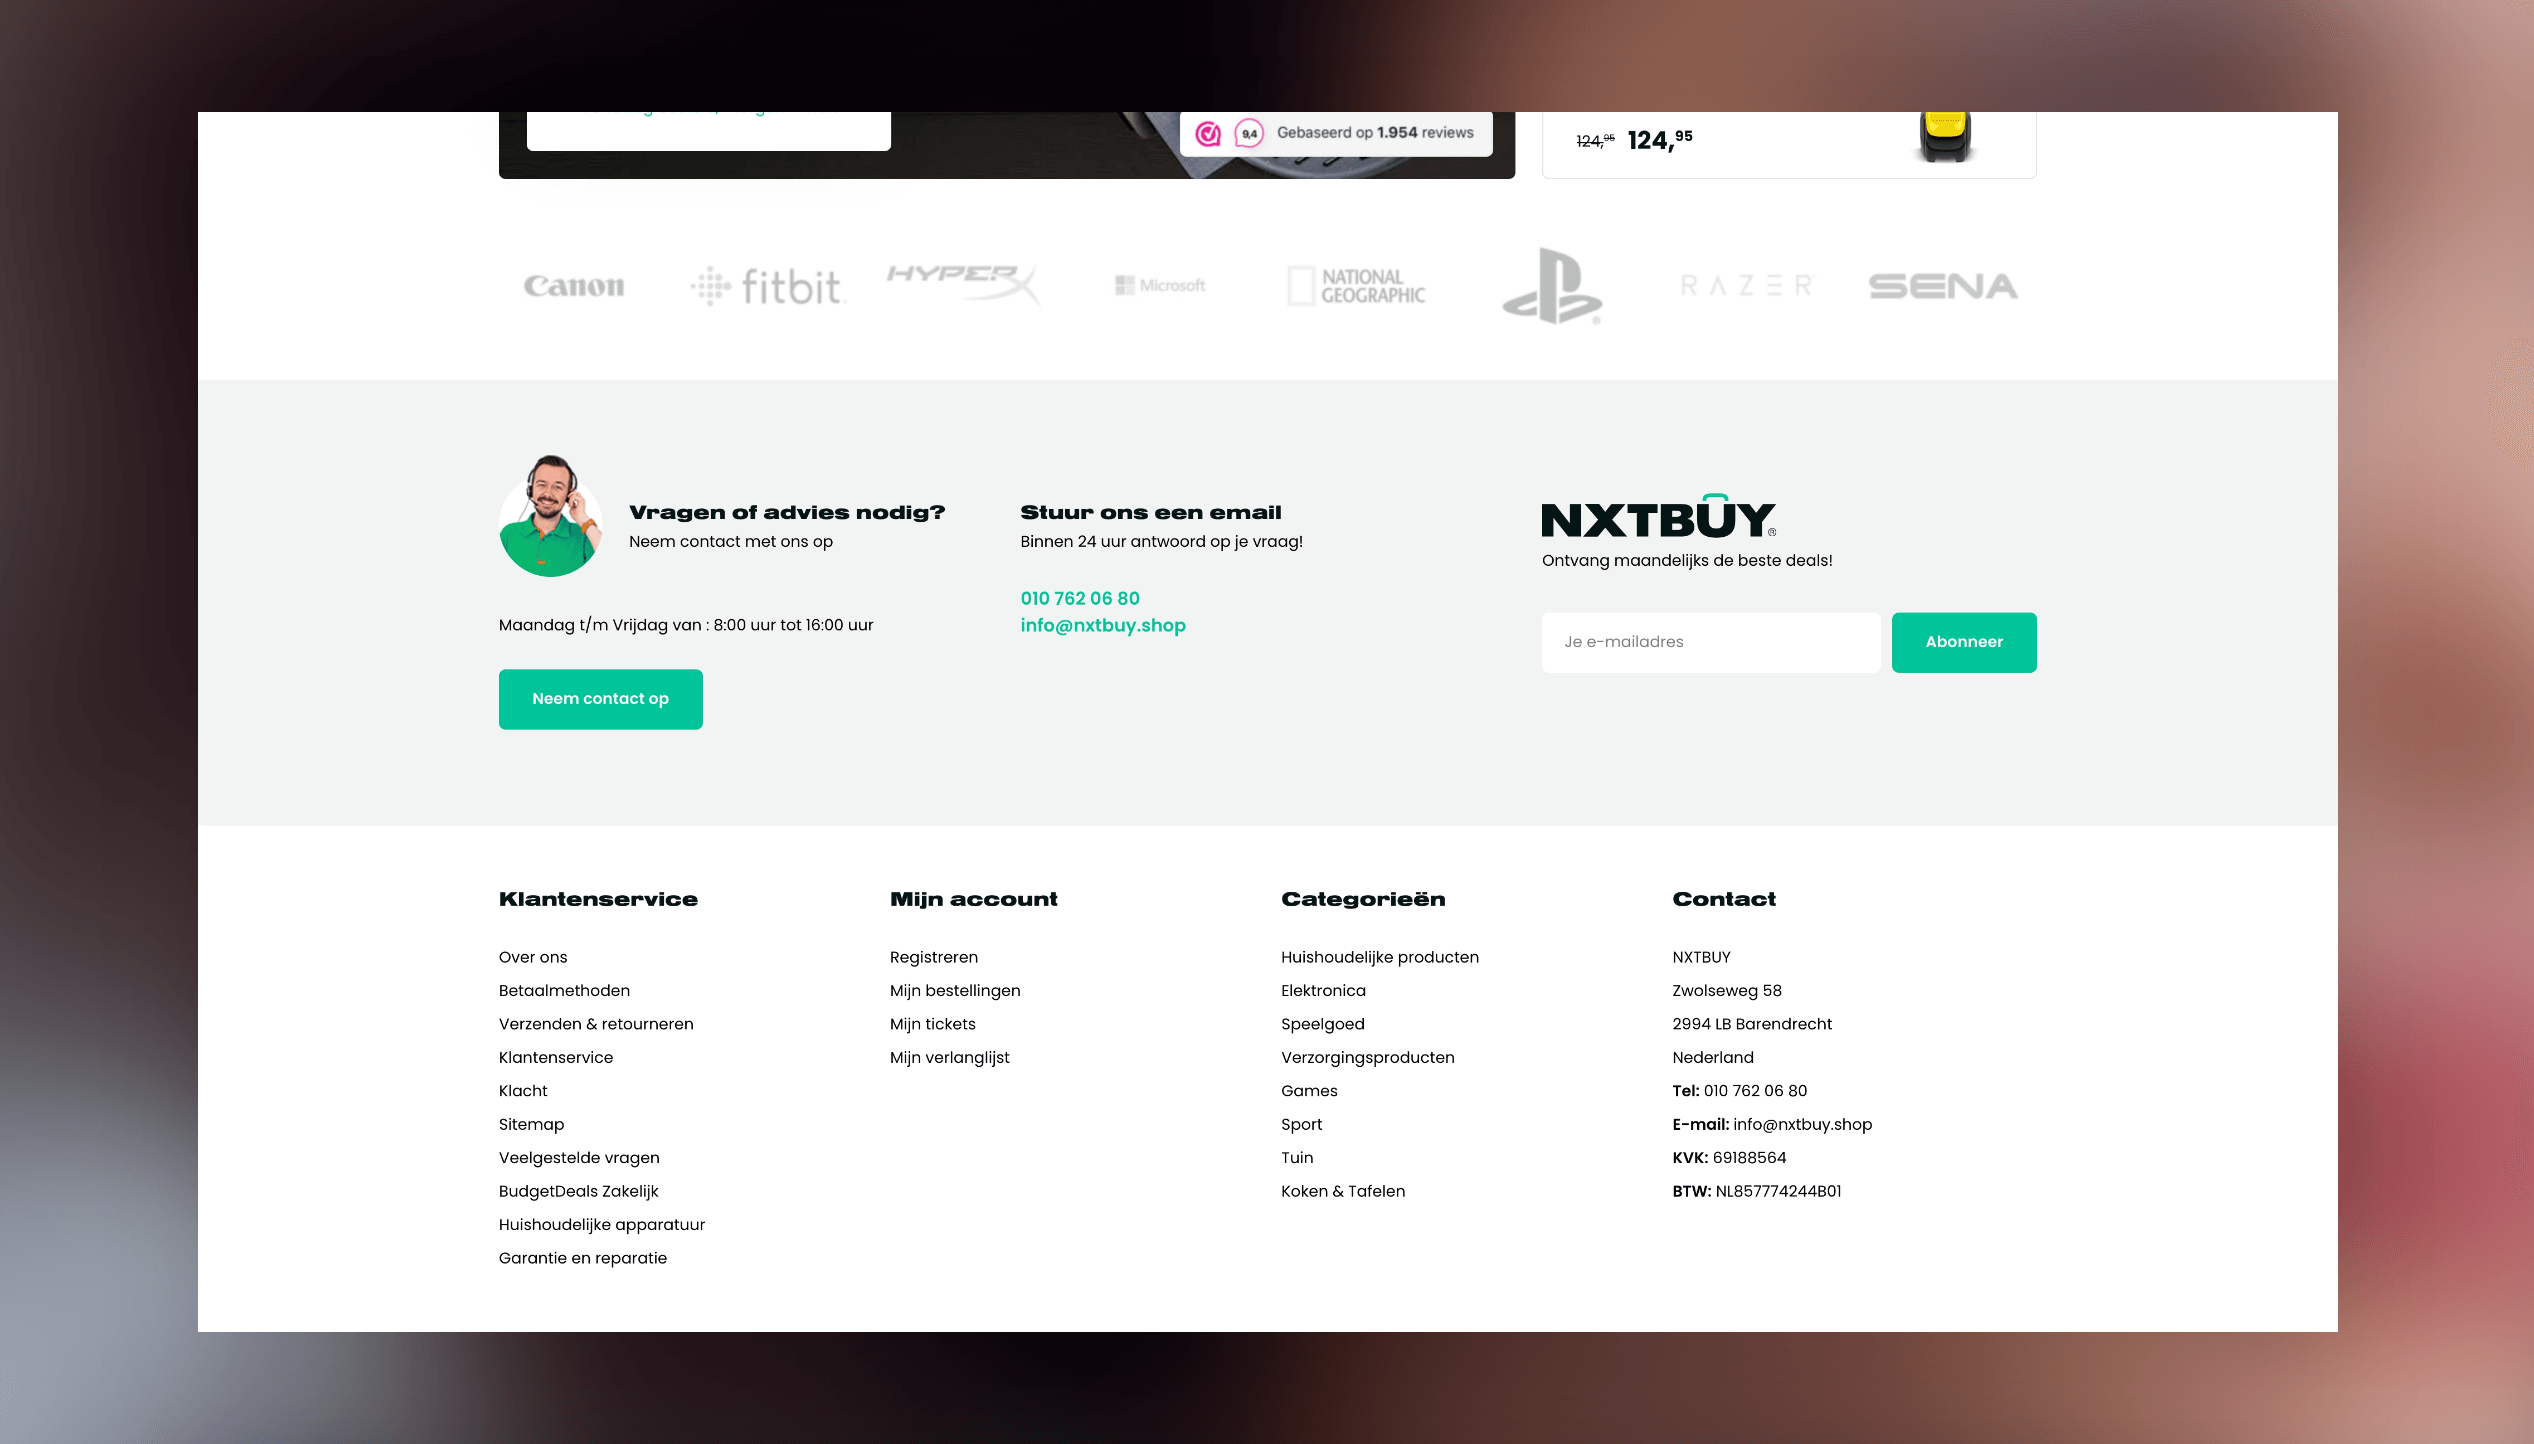 Gebaseerd op 1.954 reviews
9,4
124,95 124,95
Canon
fitbit
HYPERX
Microsoft
NATIONAL
GEOGRAPHIC
RAZER
SENA
Vragen of advies nodig?
Neem contact met ons op
Maandag t/m Vrijdag van : 8:00 uur tot 16:00 uur
Neem contact op
Stuur ons een email
Binnen 24 uur antwoord op je vraag!
010 762 06 80
info@nxtbuy.shop
NXTBUY®
Ontvang maandelijks de beste deals!
Je e-mailadres
Abonneer
Klantenservice
Over ons
Betaalmethoden
Verzenden & retourneren
Klantenservice
Klacht
Sitemap
Veelgestelde vragen
BudgetDeals Zakelijk
Huishoudelijke apparatuur
Garantie en reparatie
Mijn account
Registreren
Mijn bestellingen
Mijn tickets
Mijn verlanglijst
Categorieën
Huishoudelijke producten
Elektronica
Speelgoed
Verzorgingsproducten
Games
Sport
Tuin
Koken & Tafelen
Contact
NXTBUY
Zwolseweg 58
2994 LB Barendrecht
Nederland
Tel: 010 762 06 80
E-mail: info@nxtbuy.shop
KVK: 69188564
BTW: NL857774244B01